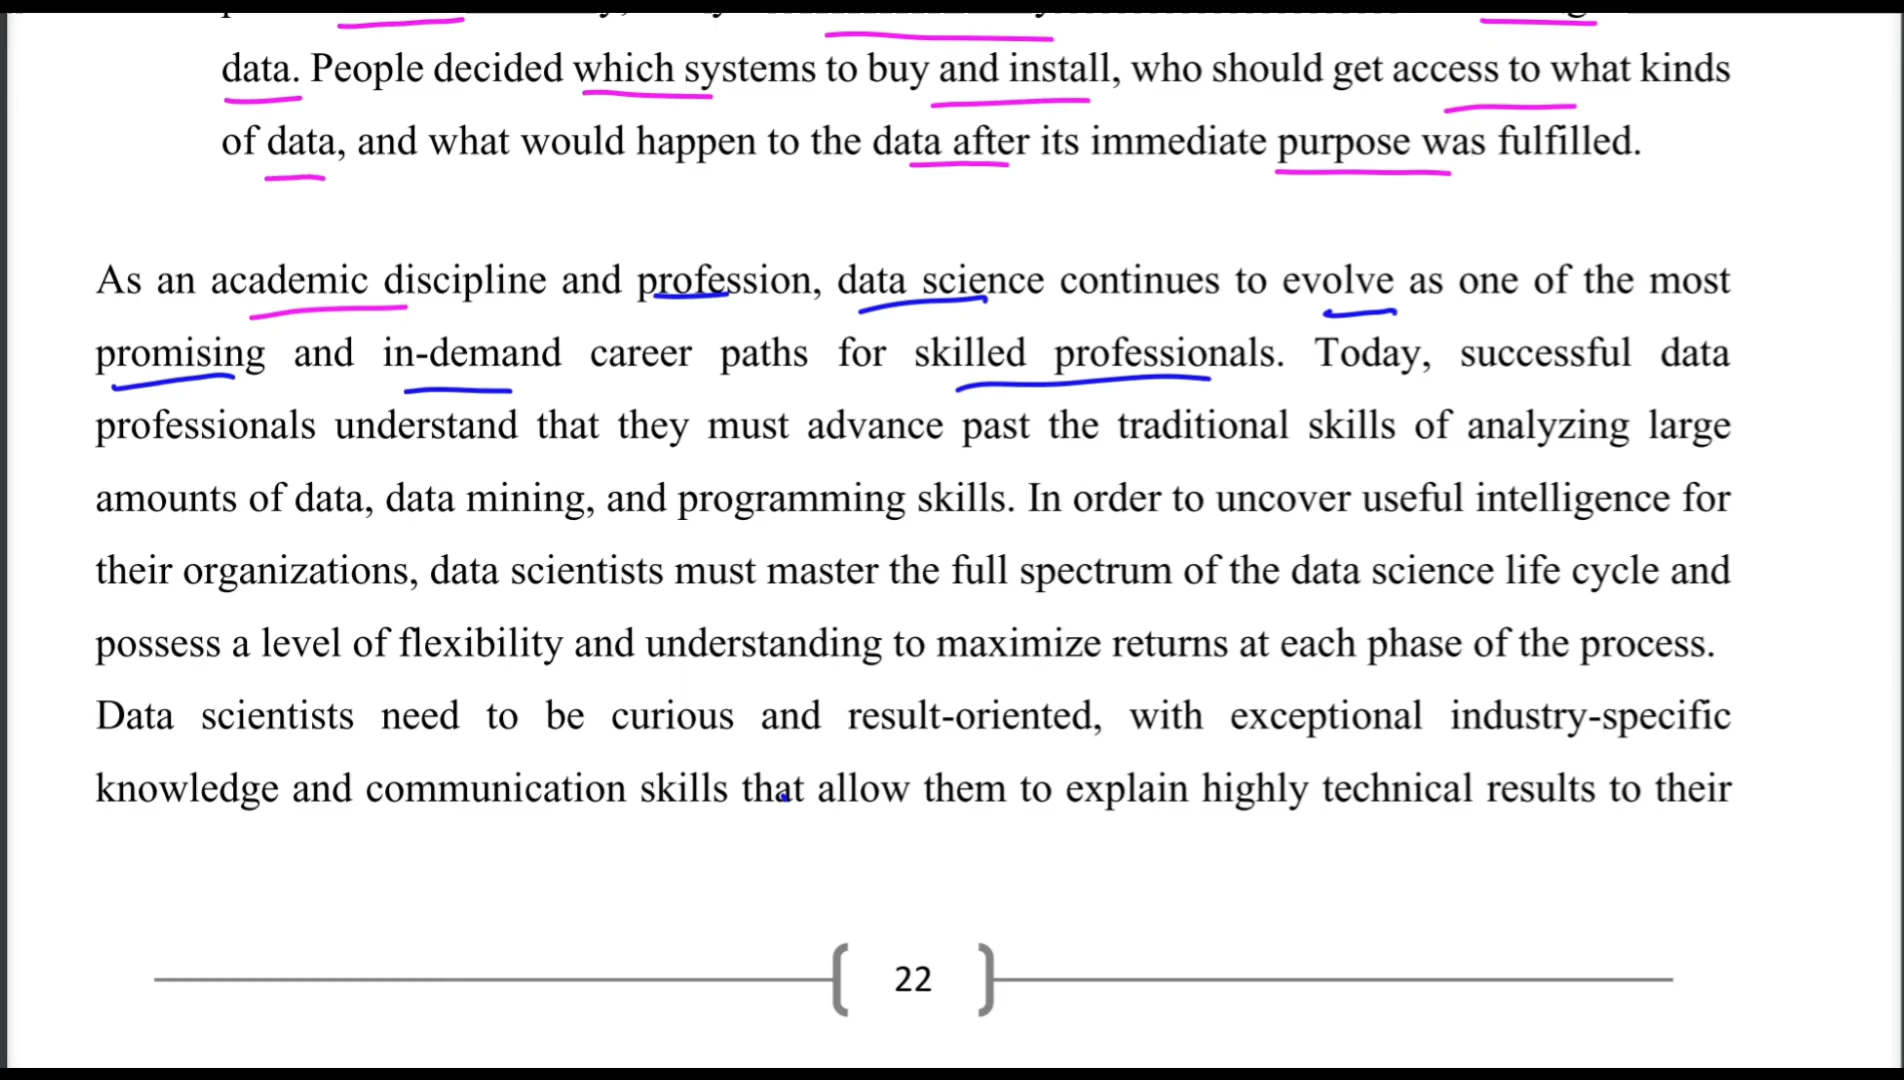 data. People decided which systems to buy and install, who should get access to what kinds
of data, and what would happen to the data after its immediate purpose was fulfilled.
As an academic discipline and profession, data science continues to evolve as one of the most
promising and in-demand career paths for skilled professionals. Today, successful data
professionals understand that they must advance past the traditional skills of analyzing large
amounts of data, data mining, and programming skills. In order to uncover useful intelligence for
their organizations, data scientists must master the full spectrum of the data science life cycle and
possess a level of flexibility and understanding to maximize returns at each phase of the process.
Data scientists need to be curious and result-oriented, with exceptional industry-specific
knowledge and communication skills that allow them to explain highly technical results to their
22